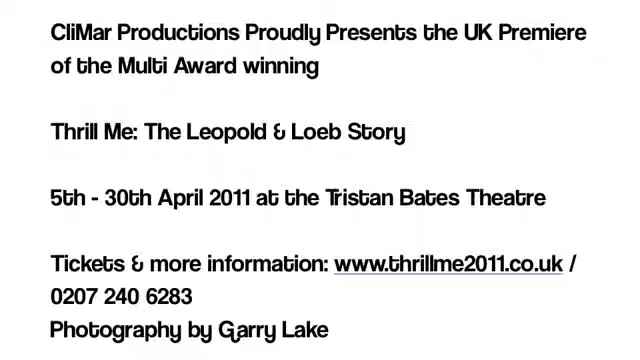 CliMar Productions Proudly Presents the UK Premiere
of the Multi Award winning
Thrill Me: The Leopold & Loeb Story
5th - 30th April 2011 at the Tristan Bates Theatre
Tickets & more information: www.thrillme2011.co.uk /
0207 240 6283
Photography by Garry Lake